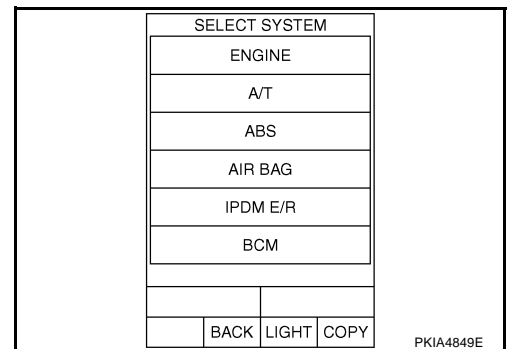 SELECT SYSTEM
ENGINE
A/T
ABS
AIR BAG
IPDM E/R
BCM
BACK LIGHT COPY
PKIA4849E